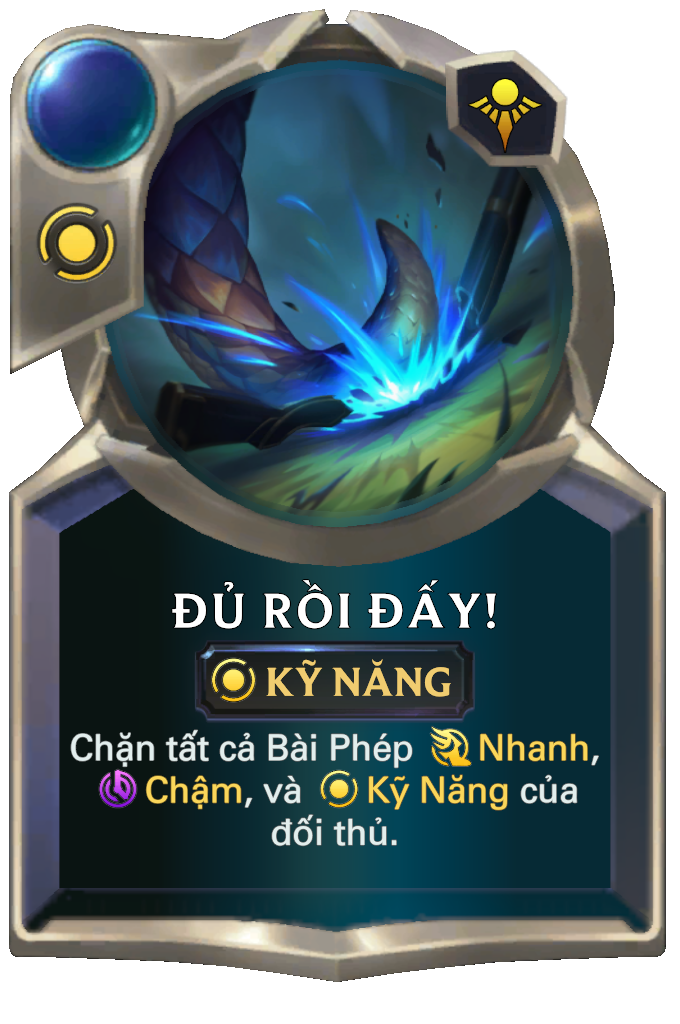 ĐỦ RỒI ĐẤY!
KỸ NĂNG
Chặn tất cả Bài Phép Nhanh,
Chậm, và Kỹ Năng của
đối thủ.